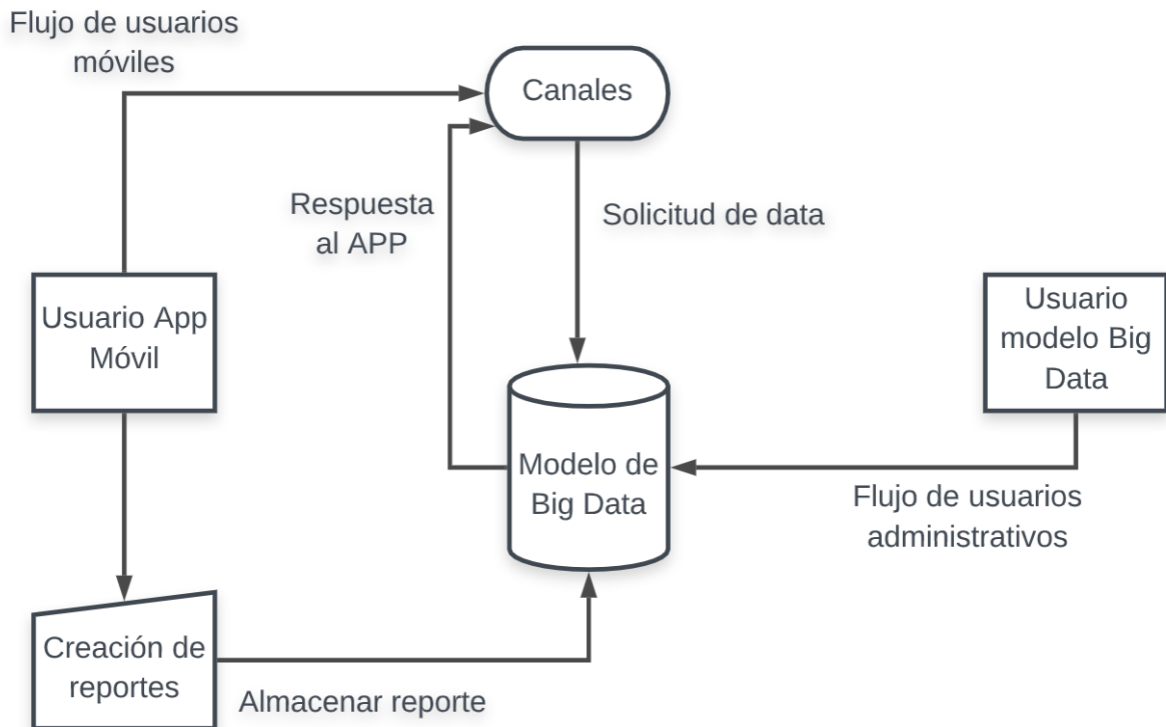 Flujo de usuarios
móviles
Canales
Respuesta
al APP
Solicitud de data
Usuario App
Móvil
Usuario
modelo Big
Data
Modelo de
Big Data
Flujo de usuarios
administrativos
Creación de
reportes
Almacenar reporte